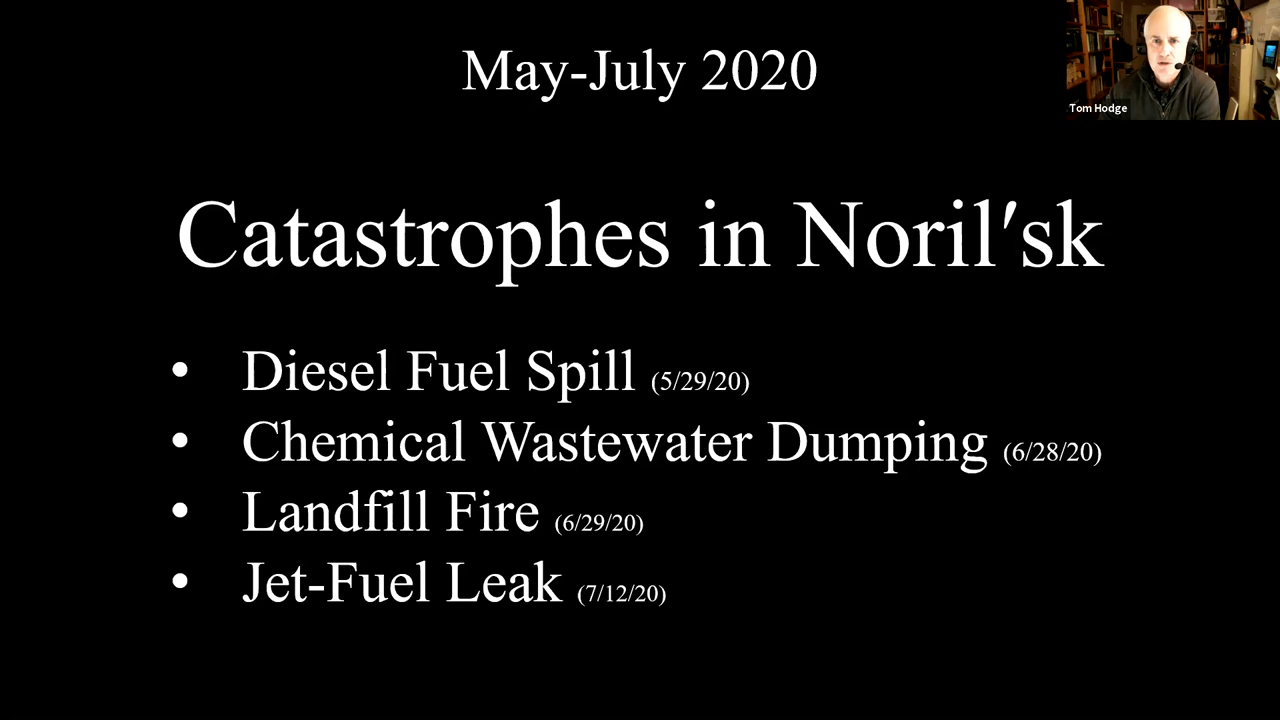 May-July 2020
Tom Hodge
Catastrophes in Noril′sk
• Diesel Fuel Spill (5/29/20)
• Chemical Wastewater Dumping (6/28/20)
• Landfill Fire (6/29/20)
• Jet-Fuel Leak (7/12/20)